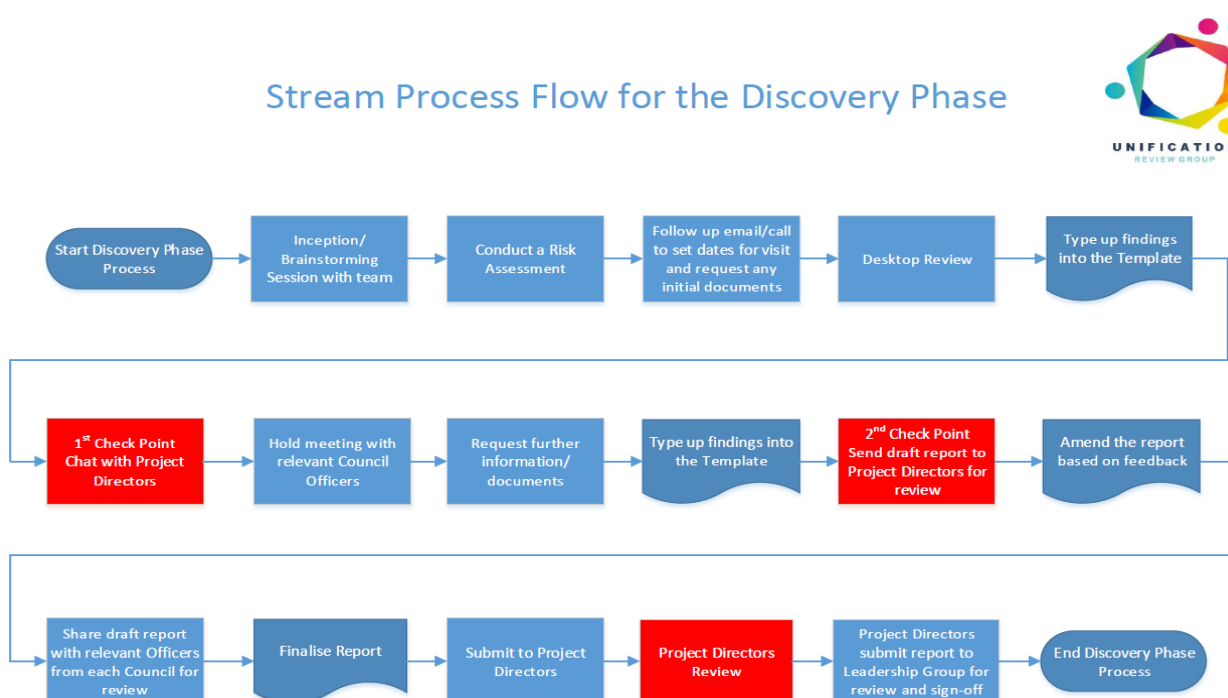 Stream Process Flow for the Discovery Phase
UNIFICATIO
REVIEW GROUP
Start Discovery Phase
Process
Inception/
Brainstorming
Session with team
Conduct a Risk
Assessment
Follow up email/call
to set dates for visit
and request any
initial documents
Desktop Review
Type up findings
into the Template
1st Check Point
Chat with Project
Directors
Hold meeting with
relevant Council
Officers
Request further
information/
documents
Type up findings into
the Template
2nd Check Point
Send draft report to
Project Directors for
review
Amend the report
based on feedback
Share draft report
with relevant Officers
from each Council for
review
Finalise Report
Submit to Project
Directors
Project Directors
Review
Project Directors
submit report to
Leadership Group for
review and sign-off
End Discovery Phase
Process